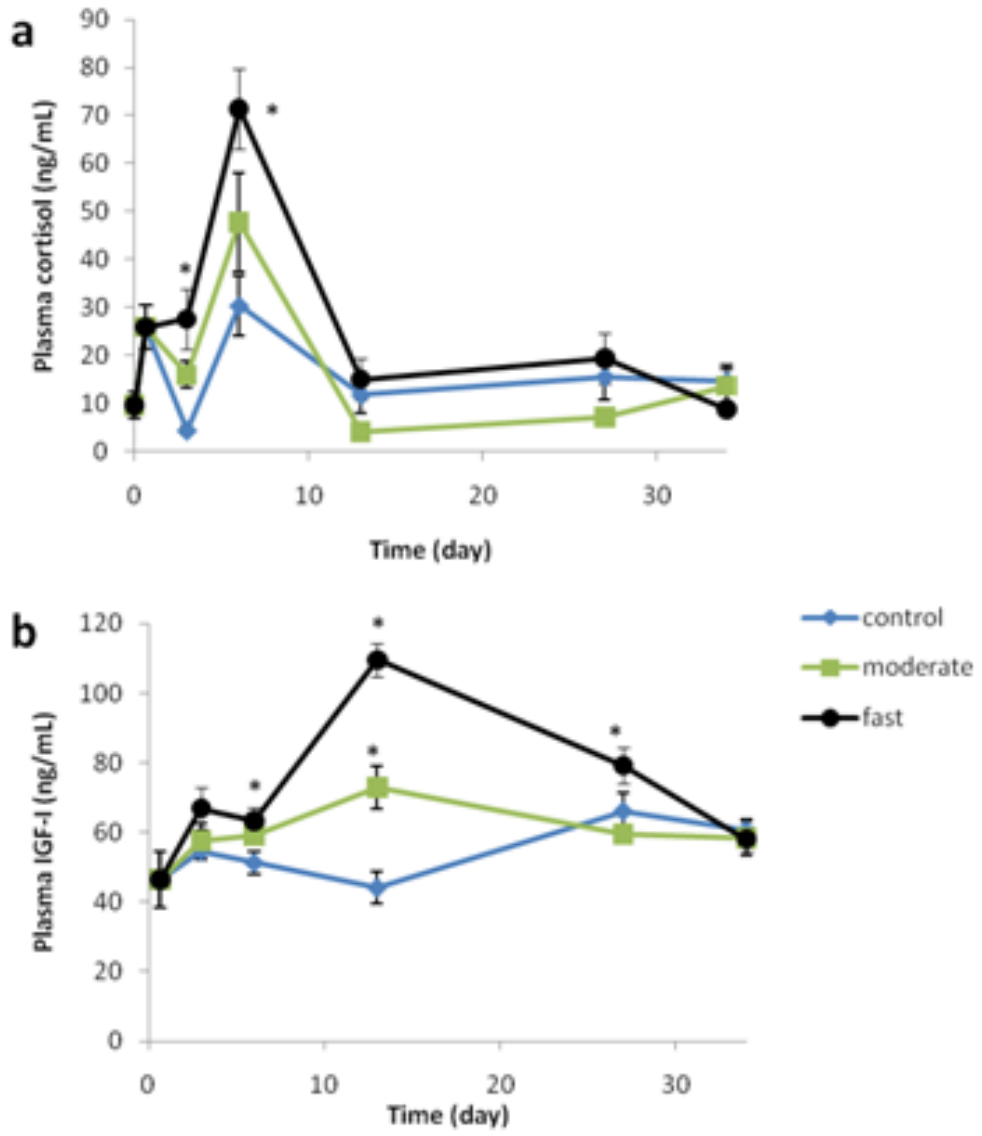 a
Plasma cortisol (ng/mL)
90
80
70
60
50
40
30
20
10
0
*
*
0 10 20 30
Time (day)
b
Plasma IGF-I (ng/mL)
120
100
80
60
40
20
0
*
*
*
*
0 10 20 30
Time (day)
control
moderate
fast